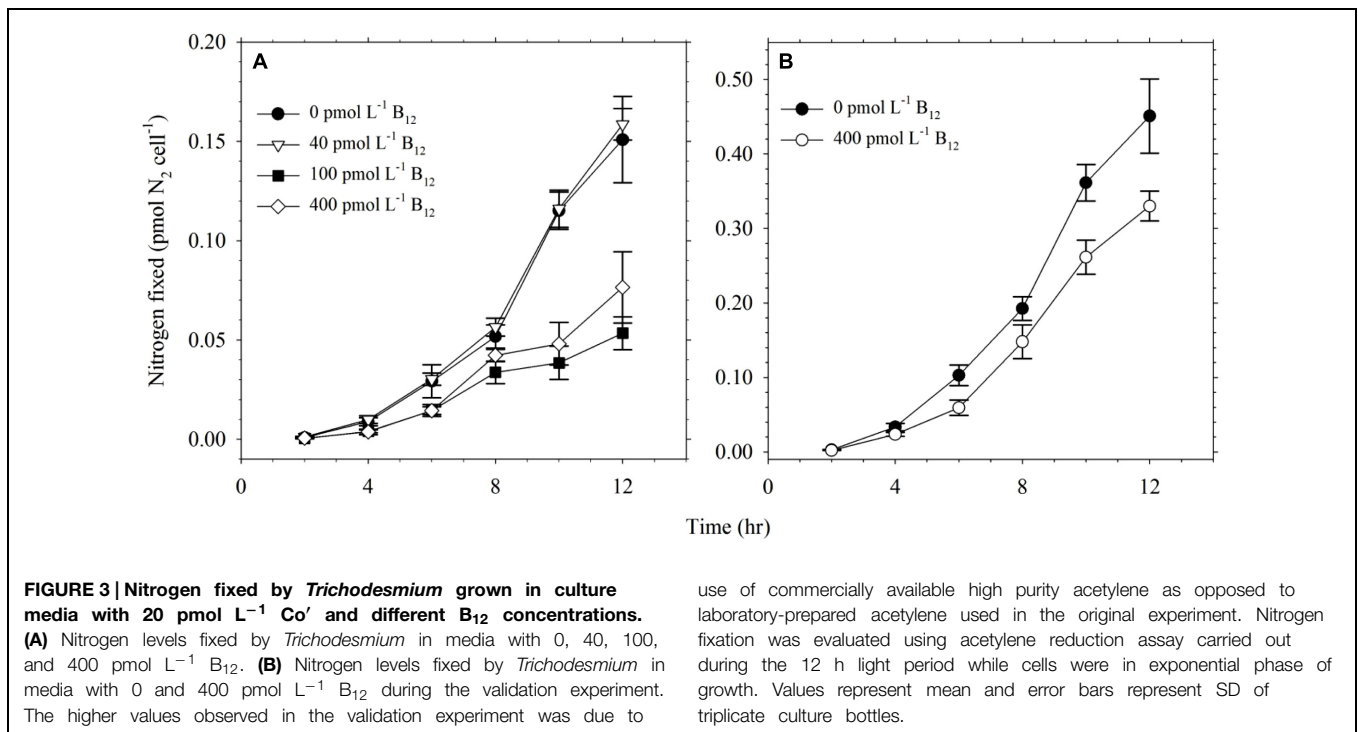 A
B
0 pmol L-1 B12
40 pmol L-1 B12
100 pmol L-1 B12
400 pmol L-1 B12
0 pmol L-1 B12
400 pmol L-1 B12
Nitrogen fixed (pmol N2 cell-1)
0.20
0.15
0.10
0.05
0.00
0.50
0.40
0.30
0.20
0.10
0.00
0 4 8 12
0 4 8 12
Time (hr)
FIGURE 3 | Nitrogen fixed by Trichodesmium grown in culture
media with 20 pmol L−1 Co′ and different B12 concentrations.
(A) Nitrogen levels fixed by Trichodesmium in media with 0, 40, 100,
and 400 pmol L−1 B12. (B) Nitrogen levels fixed by Trichodesmium in
media with 0 and 400 pmol L−1 B12 during the validation experiment.
The higher values observed in the validation experiment was due to
use of commercially available high purity acetylene as opposed to
laboratory-prepared acetylene used in the original experiment. Nitrogen
fixation was evaluated using acetylene reduction assay carried out
during the 12 h light period while cells were in exponential phase of
growth. Values represent mean and error bars represent SD of
triplicate culture bottles.